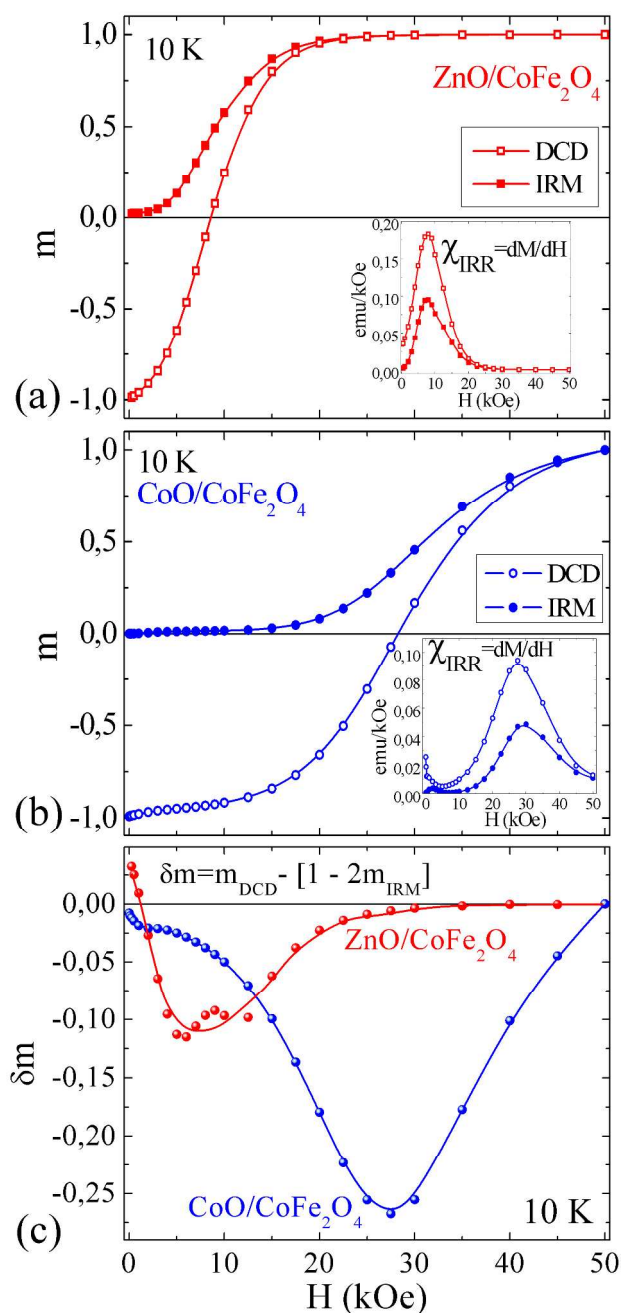 1,0
10 K
ZnO/CoFe₂O₄
0,5
DCD
IRM
0,0
m
0,20
0,15
0,10
0,05
0,00
emu/kOe
χ_IRR=dM/dH
0 10 20 30 40 50
H (kOe)
-0,5
-1,0
(a)
1,0
10 K
CoO/CoFe₂O₄
0,5
DCD
IRM
0,0
m
0,10
0,08
0,06
0,04
0,02
0,00
emu/kOe
χ_IRR=dM/dH
0 10 20 30 40 50
H (kOe)
-0,5
-1,0
(b)
δm=m_DCD - [1 - 2m_IRM]
0,00
ZnO/CoFe₂O₄
-0,05
-0,10
δm
-0,15
-0,20
-0,25
CoO/CoFe₂O₄
10 K
(c)
0 10 20 30 40 50
H (kOe)